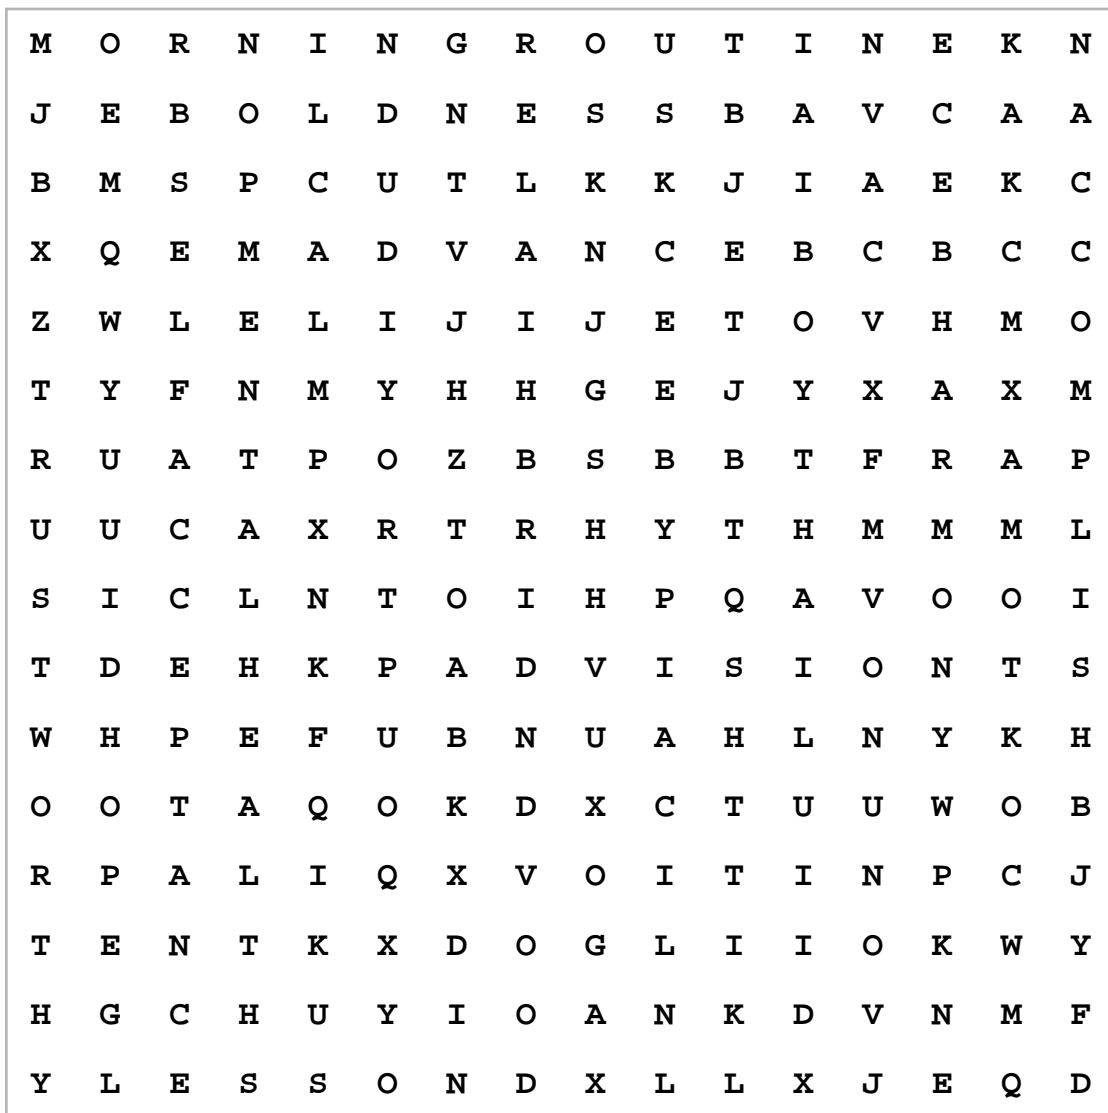 M O R N I N G R O U T I N E K N
J E B O L D N E S S B A V C A A
B M S P C U T L K K J I A E K C
X Q E M A D V A N C E B C B C C
Z W L E L I J I J E T O V H M O
T Y F N M Y H H G E J Y X A X M
R U A T P O Z B S B B T F R A P
U U C A X R T R H Y T H M M M L
S I C L N T O I H P Q A V O O I
T D E H K P A D V I S I O N T S
W H P E F U B N U A H L N Y K H
O O T A Q O K D X C T U U W O B
R P A L I Q X V O I T I N P C J
T E N T K X D O G L I I O K W Y
H G C H U Y I O A N K D V N M F
Y L E S S O N D X L L X J E Q D